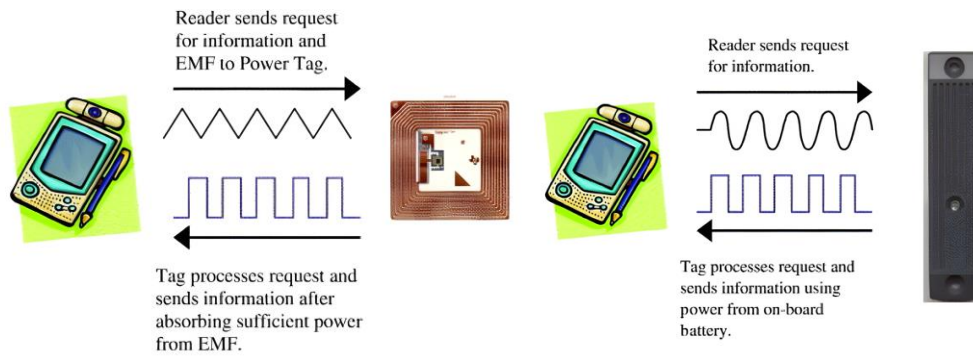 Reader sends request
for information and
EMF to Power Tag.
Tag processes request and
sends information after
absorbing sufficient power
from EMF.
Reader sends request
for information.
Tag processes request and
sends information using
power from on-board
battery.